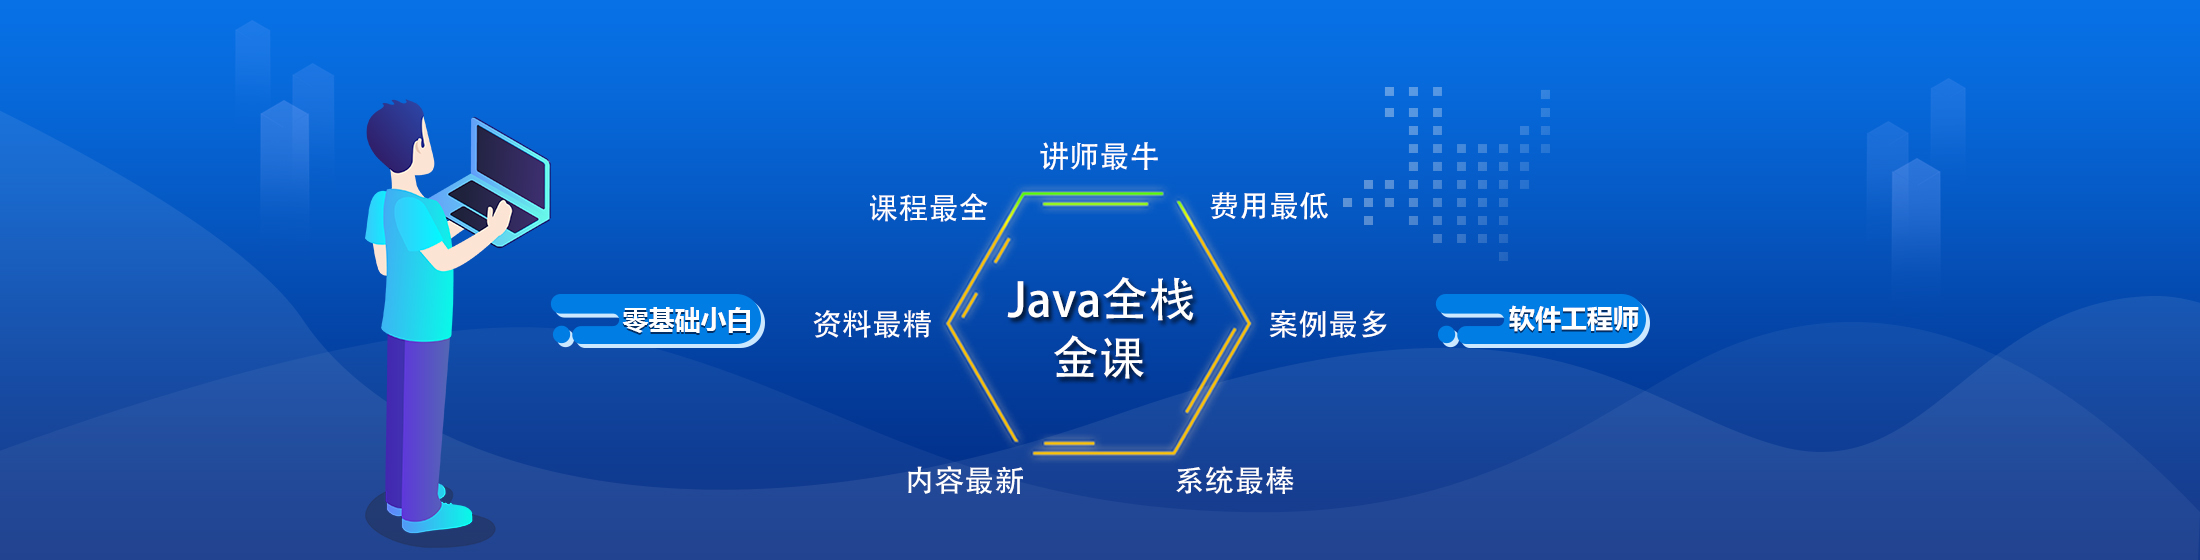 讲师最牛
课程最全
费用最低
Java全栈
金课
零基础小白
资料最精
案例最多
软件工程师
内容最新
系统最棒